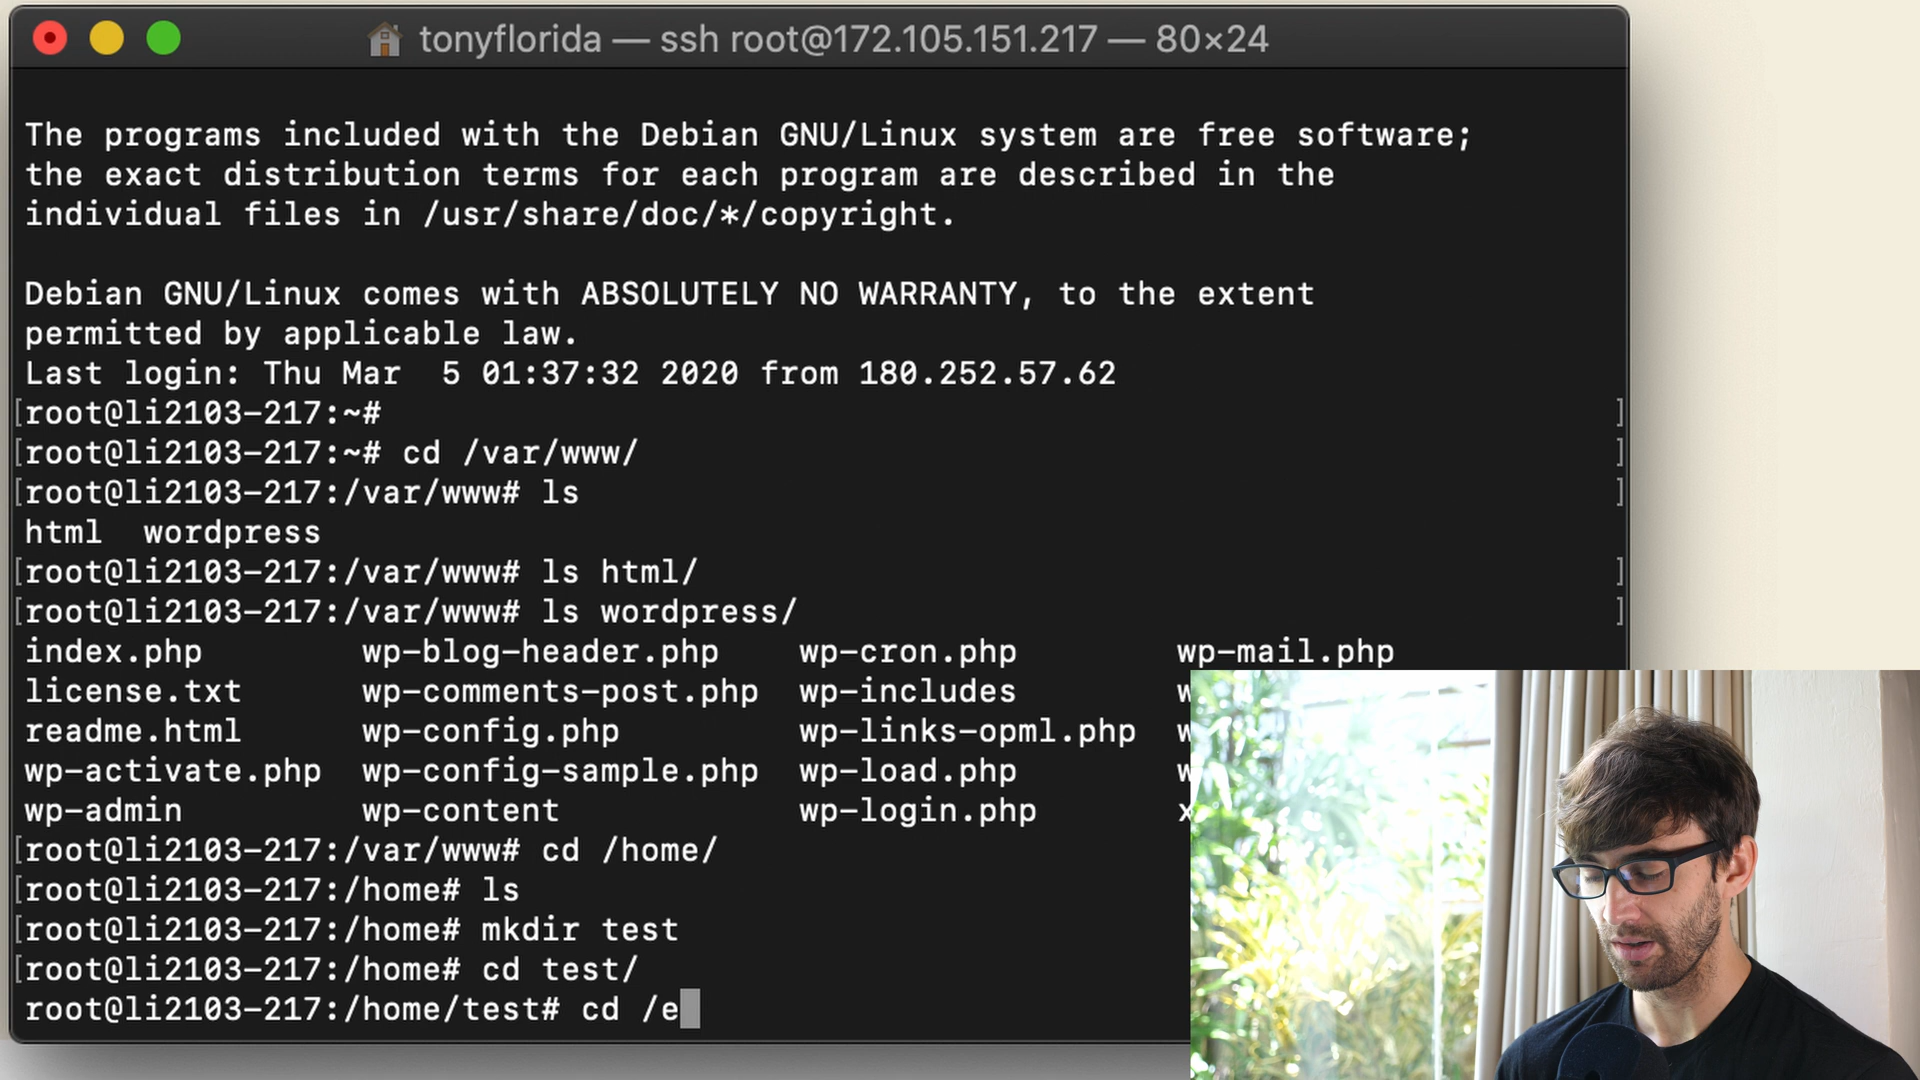 tonyflorida — ssh root@172.105.151.217 — 80×24
The programs included with the Debian GNU/Linux system are free software;
the exact distribution terms for each program are described in the
individual files in /usr/share/doc/*/copyright.
Debian GNU/Linux comes with ABSOLUTELY NO WARRANTY, to the extent
permitted by applicable law.
Last login: Thu Mar  5 01:37:32 2020 from 180.252.57.62
[root@li2103-217:~# ]
[root@li2103-217:~# cd /var/www/ ]
[root@li2103-217:/var/www# ls ]
html  wordpress
[root@li2103-217:/var/www# ls html/ ]
[root@li2103-217:/var/www# ls wordpress/ ]
index.php wp-blog-header.php wp-cron.php wp-mail.php
license.txt wp-comments-post.php wp-includes
readme.html wp-config.php wp-links-opml.php
wp-activate.php wp-config-sample.php wp-load.php
wp-admin wp-content wp-login.php
[root@li2103-217:/var/www# cd /home/
[root@li2103-217:/home# ls
[root@li2103-217:/home# mkdir test
[root@li2103-217:/home# cd test/
root@li2103-217:/home/test# cd /e